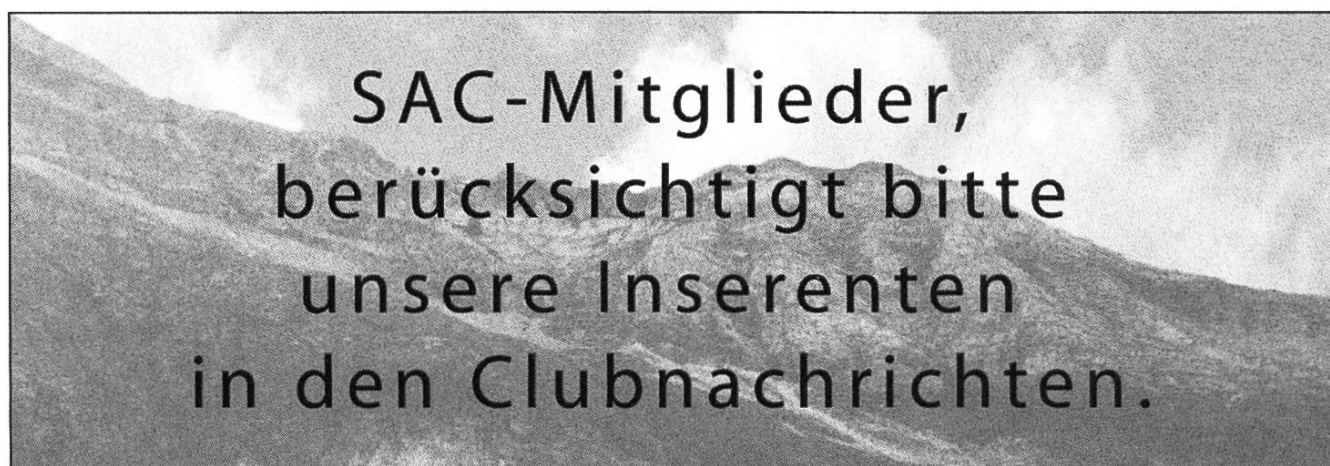 SAC-Mitglieder,
berücksichtigt bitte
unsere Inserenten
in den Clubnachrichten.